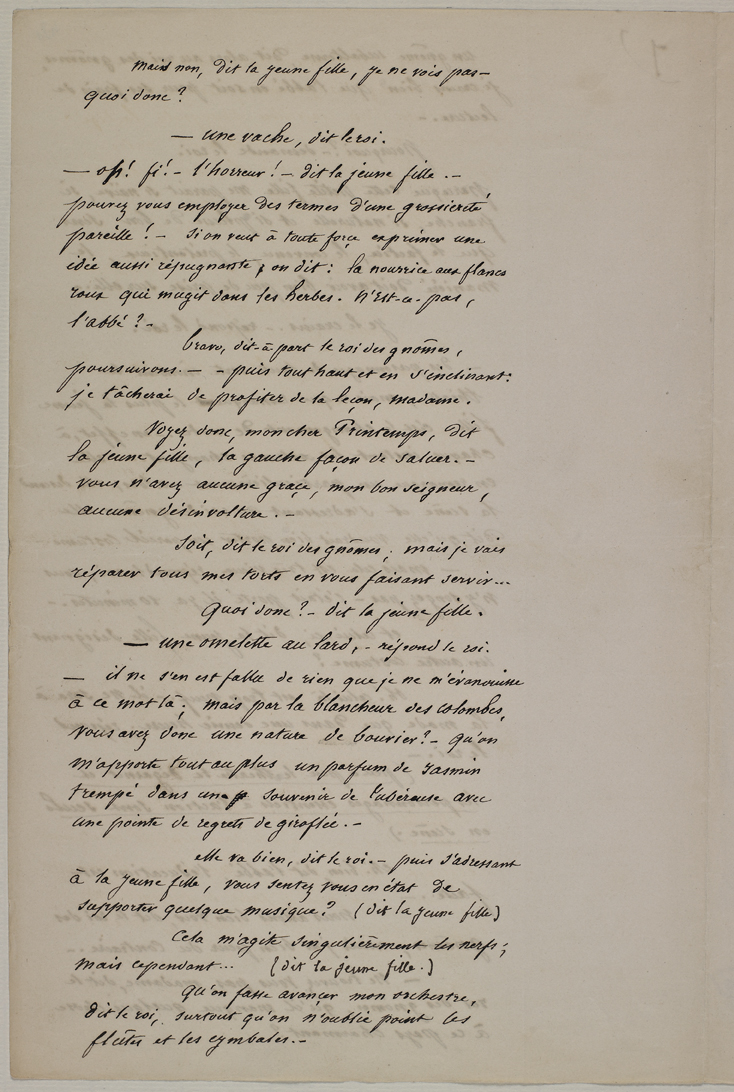 mais non, dit la jeune fille, je ne vois pas —
quoi donc ?
— une vache, dit le roi.
— oh ! fi ! — l'horreur ! — dit la jeune fille . —
pouvez vous employer des termes d'une grossiereté
pareille ! — si on veut à toute force exprimer une
idée aussi répugnante, on dit : la nourrice aux flancs
roux qui mugit dans les herbes. n'est-ce-pas,
l'abbé ? —
bravo, dit-à-part le roi des gnômes,
poursuivons. — - puis tout haut et en s'inclinant :
je tâcherai de profiter de la leçon, madame .
Voyez donc, mon cher Printemps, dit
la jeune fille, la gauche façon de saluer. —
vous n'avez aucune grace, mon bon seigneur,
aucune désinvolture . —
soit, dit le roi des gnômes ; mais je vais
réparer tous mes torts en vous faisant servir...
Quoi donc ? — dit la jeune fille .
— une omelette au lard, - répond le roi.
— il ne s'en est fallu de rien que je ne m'évanouisse
à ce mot là ; mais par la blancheur des colombes,
vous avez donc une nature de bouvier ? — qu'on
m'apporte tout au plus un parfum de jasmin
trempé dans un souvenir de tubéreuse avec
une pointe de regrets de giroflée. —
elle va bien, dit le roi. — puis s'adressant
à la jeune fille, vous sentez vous en état de
supporter quelque musique ? (dit la jeune fille)
Cela m'agite singulièrement les nerfs ;
mais cependant... (dit la jeune fille.)
qu'on fasse avancer mon orchestre,
dit le roi, surtout qu'on n'oublie point les
flûtes et les cymbales. —